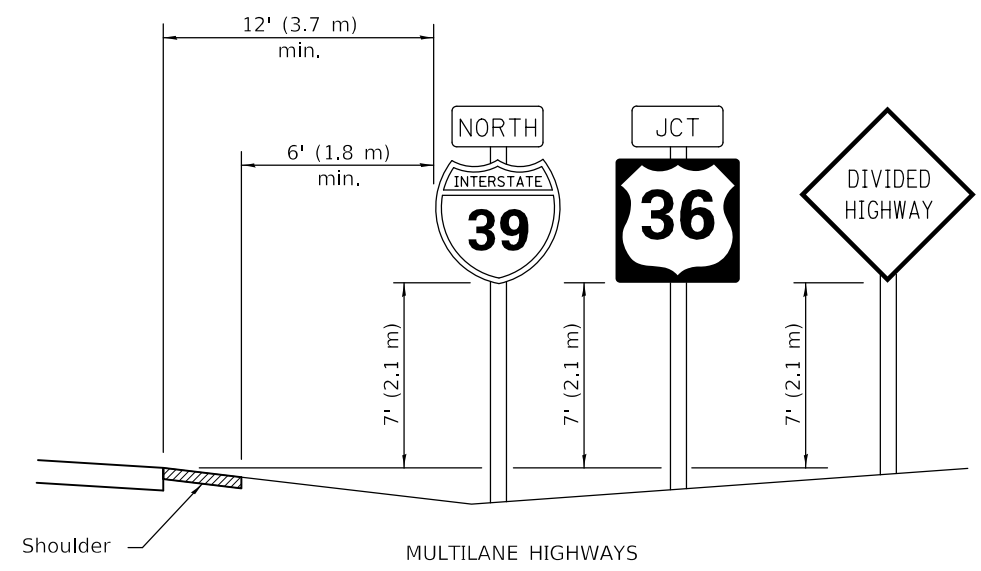 12' (3.7 m)
min.
6' (1.8 m)
min.
NORTH
INTERSTATE
39
JCT
36
DIVIDED
HIGHWAY
7' (2.1 m)
7' (2.1 m)
7' (2.1 m)
Shoulder
MULTILANE HIGHWAYS